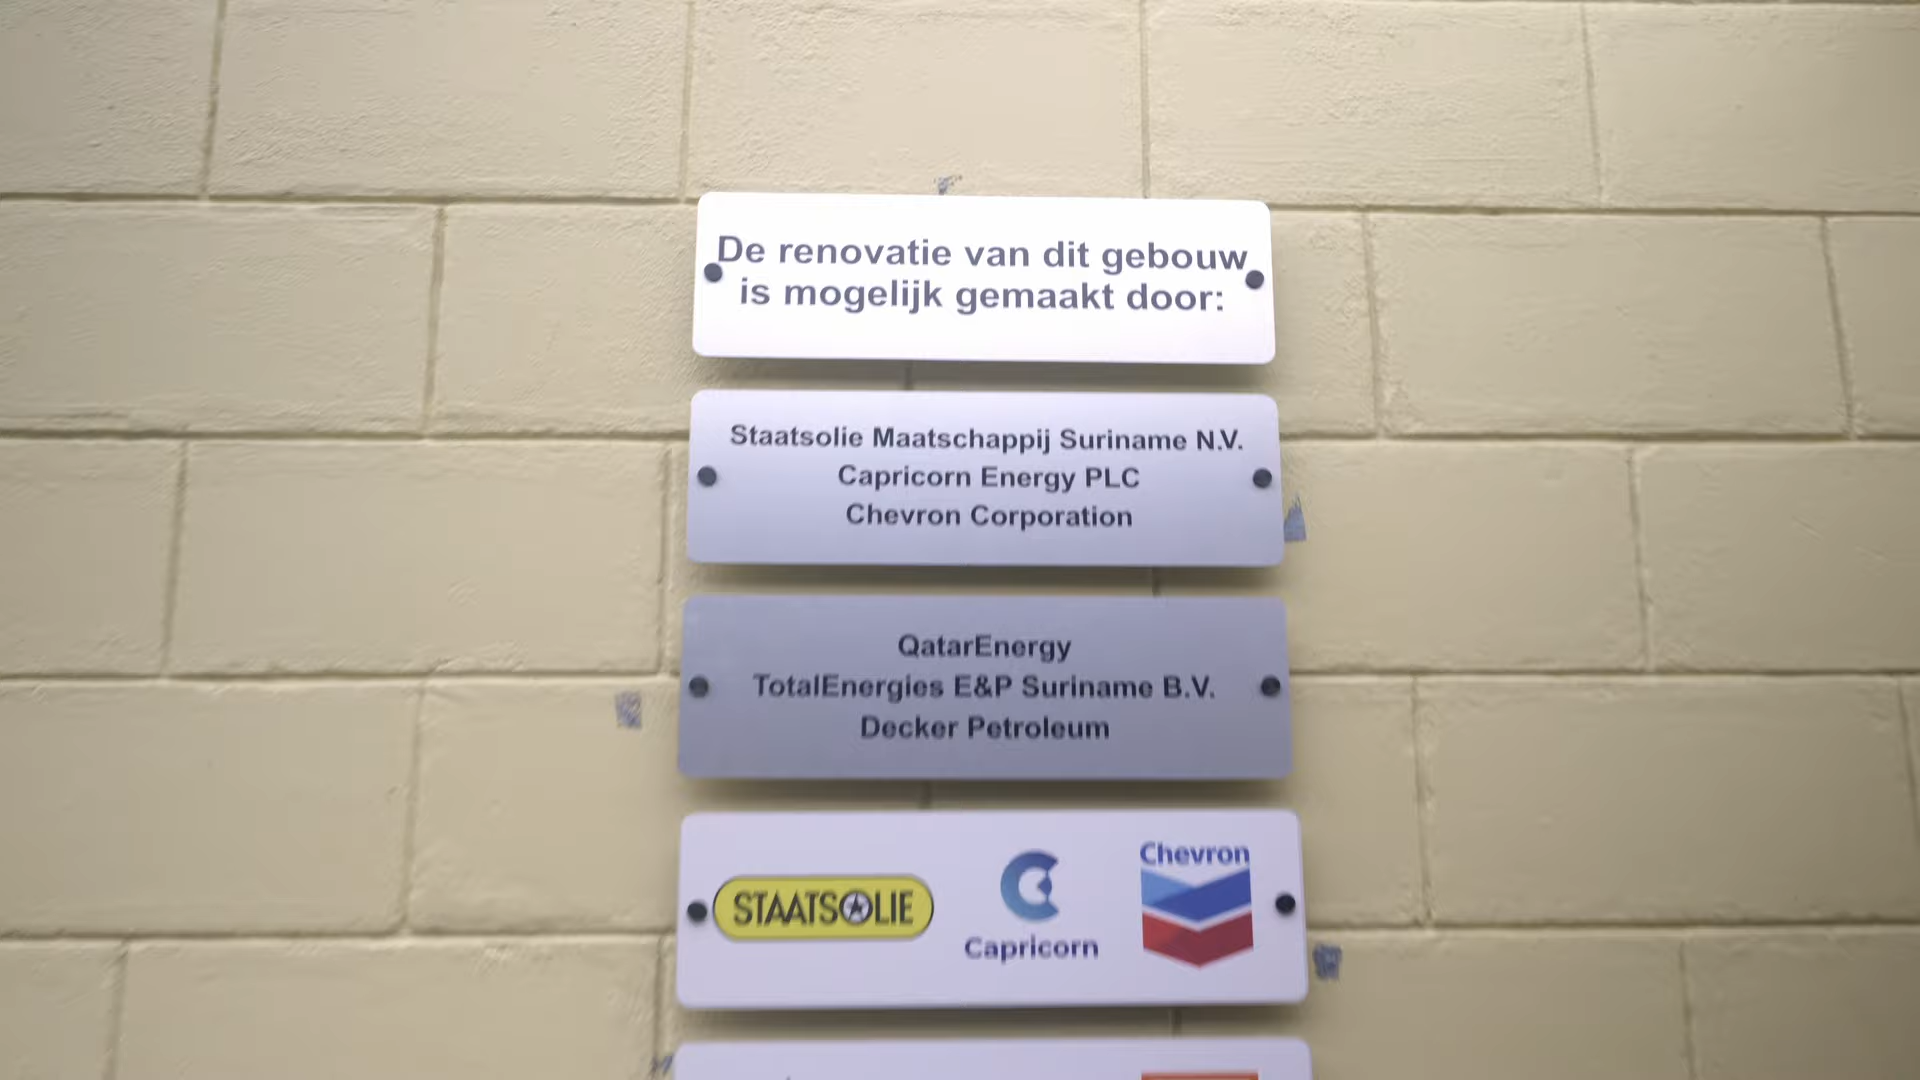 De renovatie van dit gebouw
is mogelijk gemaakt door:
Staatsolie Maatschappij Suriname N.V.
Capricorn Energy PLC
Chevron Corporation
QatarEnergy
TotalEnergies E&P Suriname B.V.
Decker Petroleum
STAATSOLIE
Capricorn
Chevron